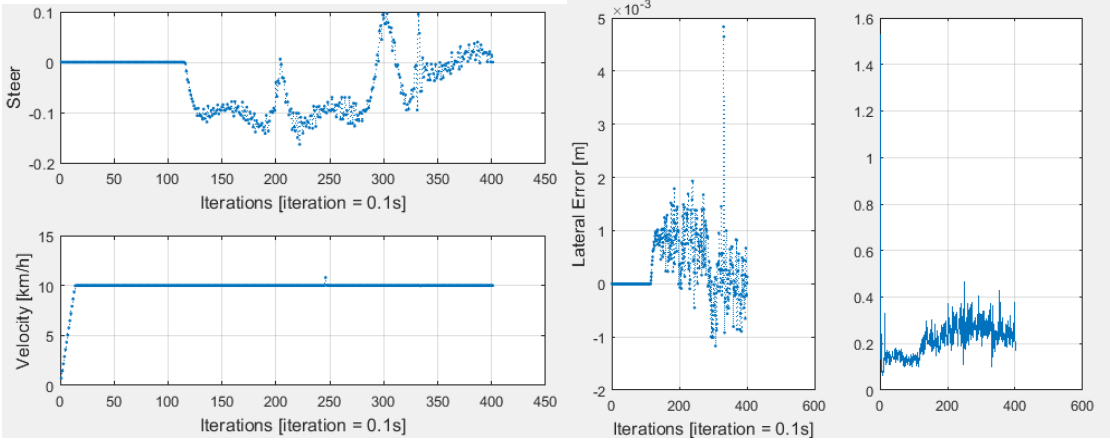 0.1
0
-0.1
-0.2
Steer
0 50 100 150 200 250 300 350 400 450
Iterations [iteration = 0.1s]
15
10
5
0
Velocity [km/h]
0 50 100 150 200 250 300 350 400 450
Iterations [iteration = 0.1s]
×10⁻³
5
4
3
2
1
0
-1
-2
Lateral Error [m]
0 200 400 600
Iterations [iteration = 0.1s]
1.6
1.4
1.2
1
0.8
0.6
0.4
0.2
0
0 200 400 600